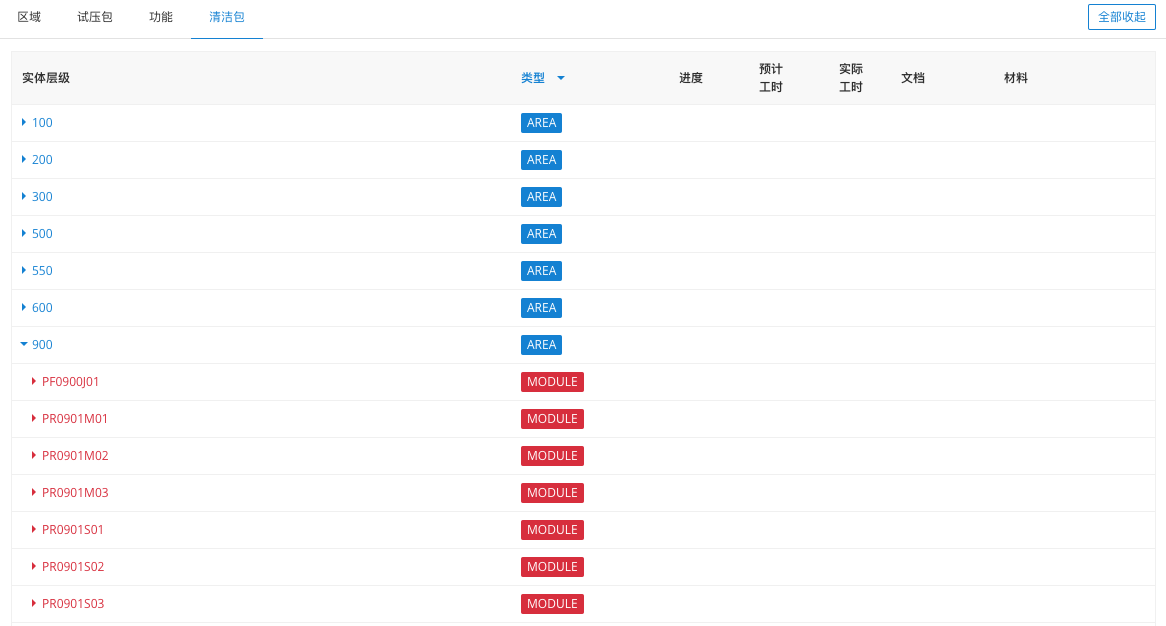 区域 试压包 功能 清洁包 全部收起
实体层级 类型 进度 预计工时 实际工时 文档 材料
100 AREA
200 AREA
300 AREA
500 AREA
550 AREA
600 AREA
900 AREA
PF0900J01 MODULE
PR0901M01 MODULE
PR0901M02 MODULE
PR0901M03 MODULE
PR0901S01 MODULE
PR0901S02 MODULE
PR0901S03 MODULE